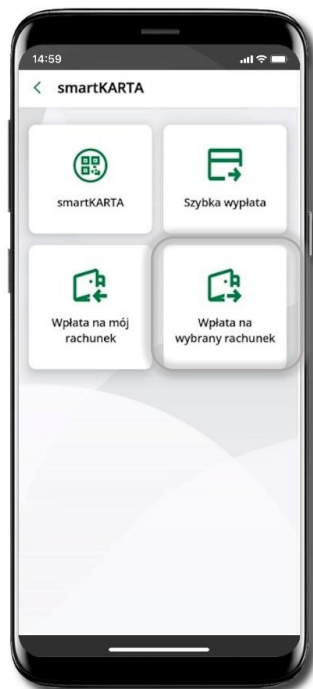 14:59
smartKARTA
smartKARTA
Szybka wypłata
Wpłata na mój
rachunek
Wpłata na
wybrany rachunek